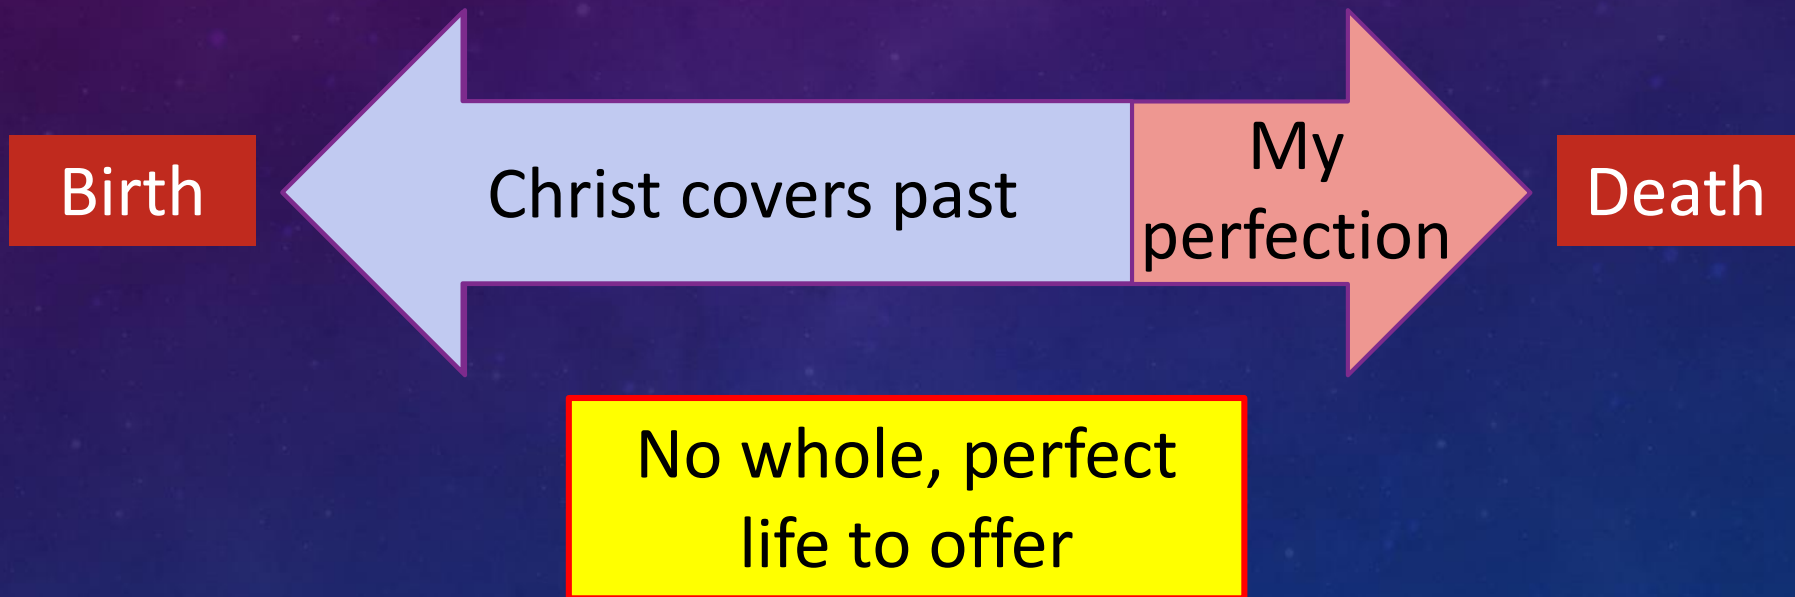 Birth
Christ covers past
My
perfection
Death
No whole, perfect
life to offer